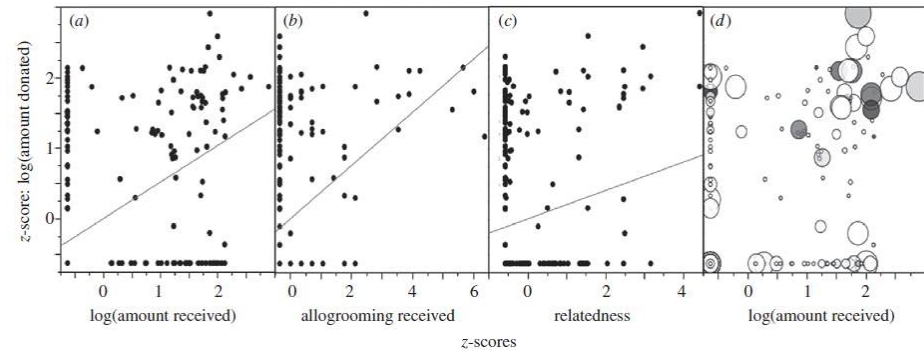 (a) (b) (c) (d)
z-score: log(amount donated)
2
1
0
0 1 2 0 2 4 6 0 2 4 0 1 2
log(amount received) allogrooming received relatedness log(amount received)
z-scores